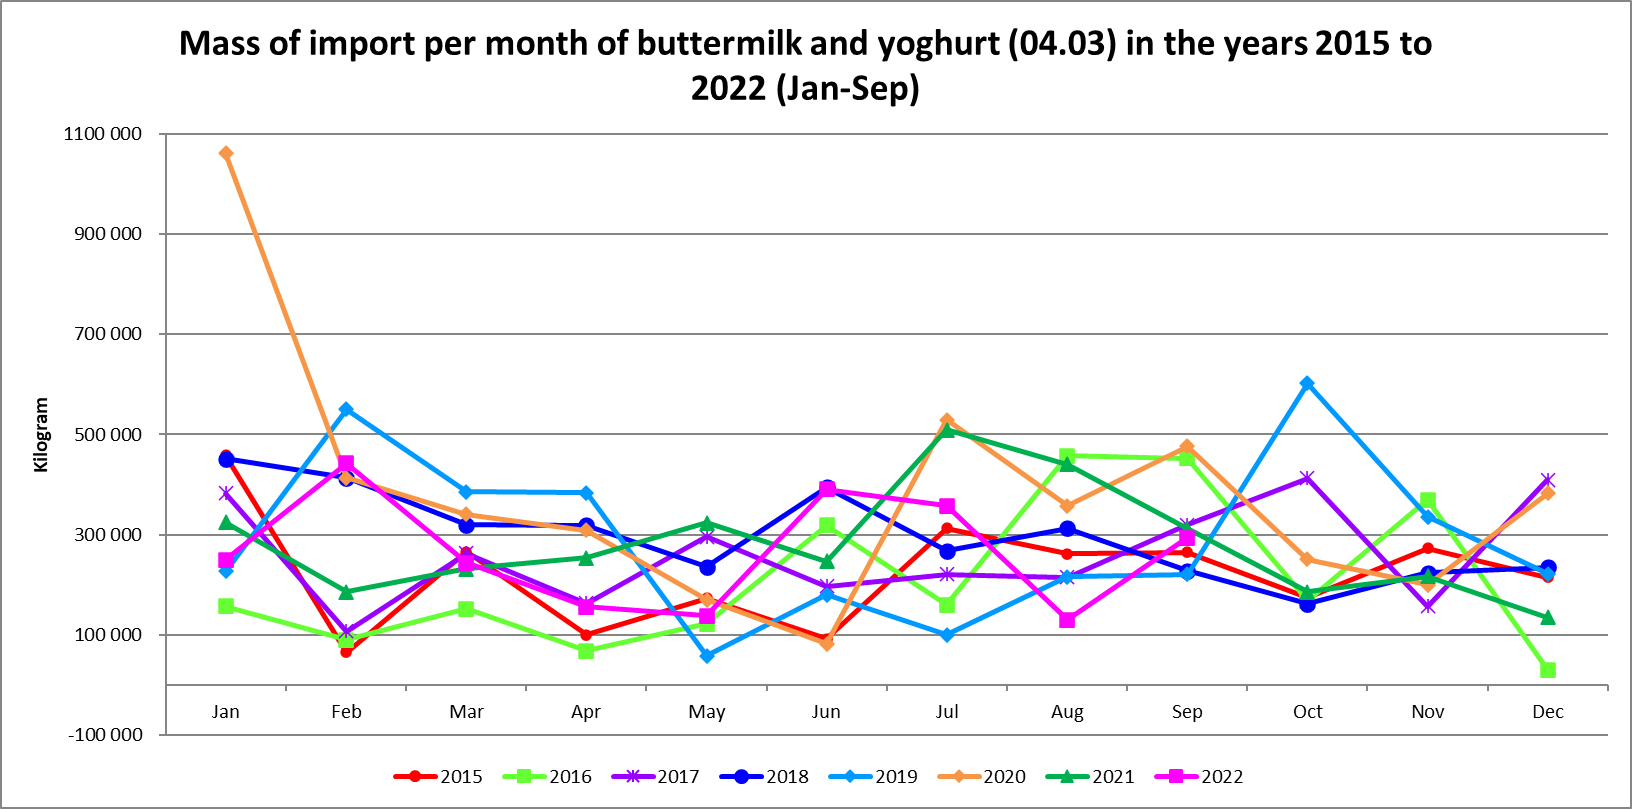 Mass of import per month of buttermilk and yoghurt (04.03) in the years 2015 to
2022 (Jan-Sep)
1100 000
900 000
700 000
500 000
300 000
100 000
-100 000
Kilogram
Jan Feb Mar Apr May Jun Jul Aug Sep Oct Nov Dec
2015 2016 2017 2018 2019 2020 2021 2022